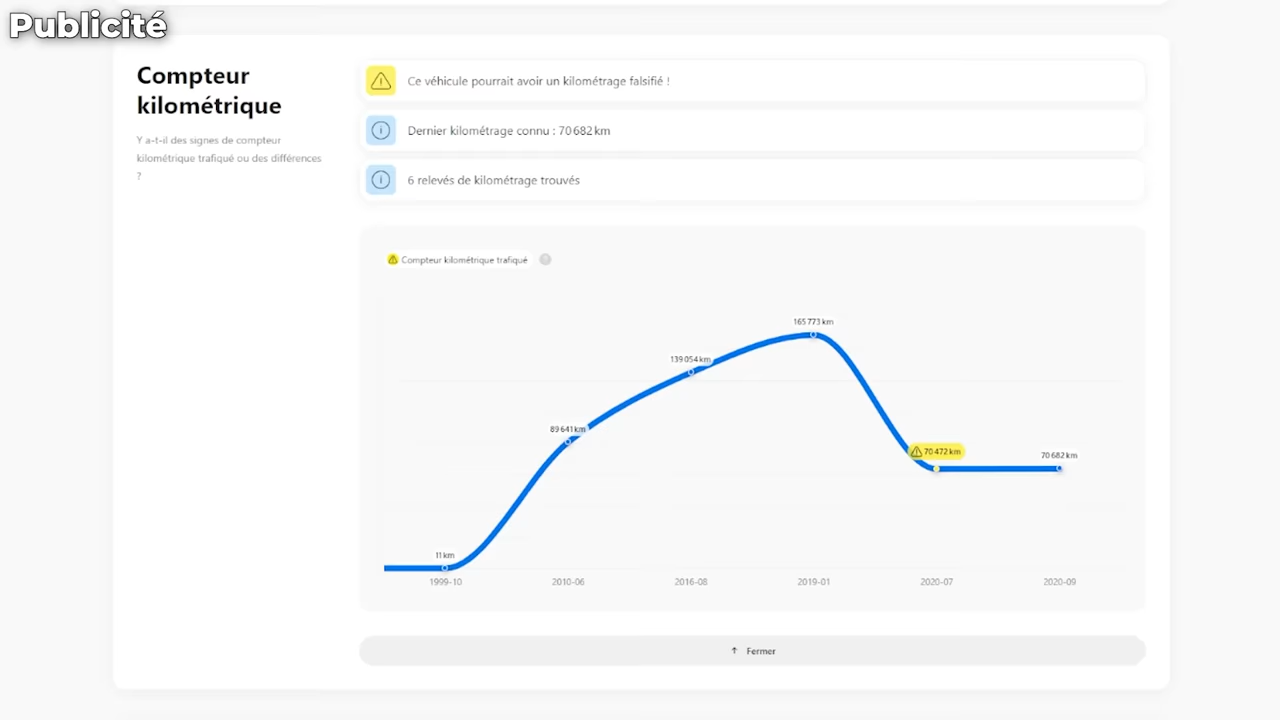 Publicité
Compteur
kilométrique
Y a-t-il des signes de compteur
kilométrique trafiqué ou des différences
?
Ce véhicule pourrait avoir un kilométrage falsifié !
Dernier kilométrage connu : 70 682 km
6 relevés de kilométrage trouvés
Compteur kilométrique trafiqué
165 773 km
139 054 km
89 641 km
70 472 km
70 682 km
11 km
1999-10 2010-06 2016-08 2019-01 2020-07 2020-09
Fermer